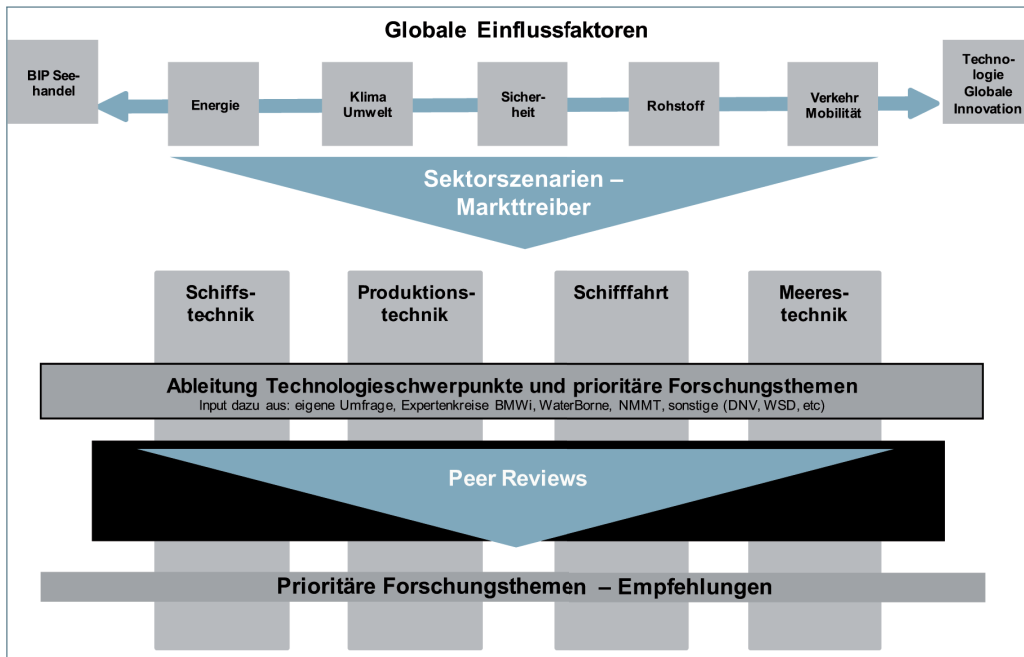 Globale Einflussfaktoren
BIP See-
handel
Energie
Klima
Umwelt
Sicher-
heit
Rohstoff
Verkehr
Mobilität
Techno-
logie
Globale
Innovation
Sektorszenarien –
Markttreiber
Schiffs-
technik
Produktions-
technik
Schifffahrt
Meeres-
technik
Ableitung Technologieschwerpunkte und prioritäre Forschungsthemen
Input dazu aus: eigene Umfrage, Expertenkreise BMWi, WaterBorne, NMMT, sonstige (DNV, WSD, etc)
Peer Reviews
Prioritäre Forschungsthemen – Empfehlungen